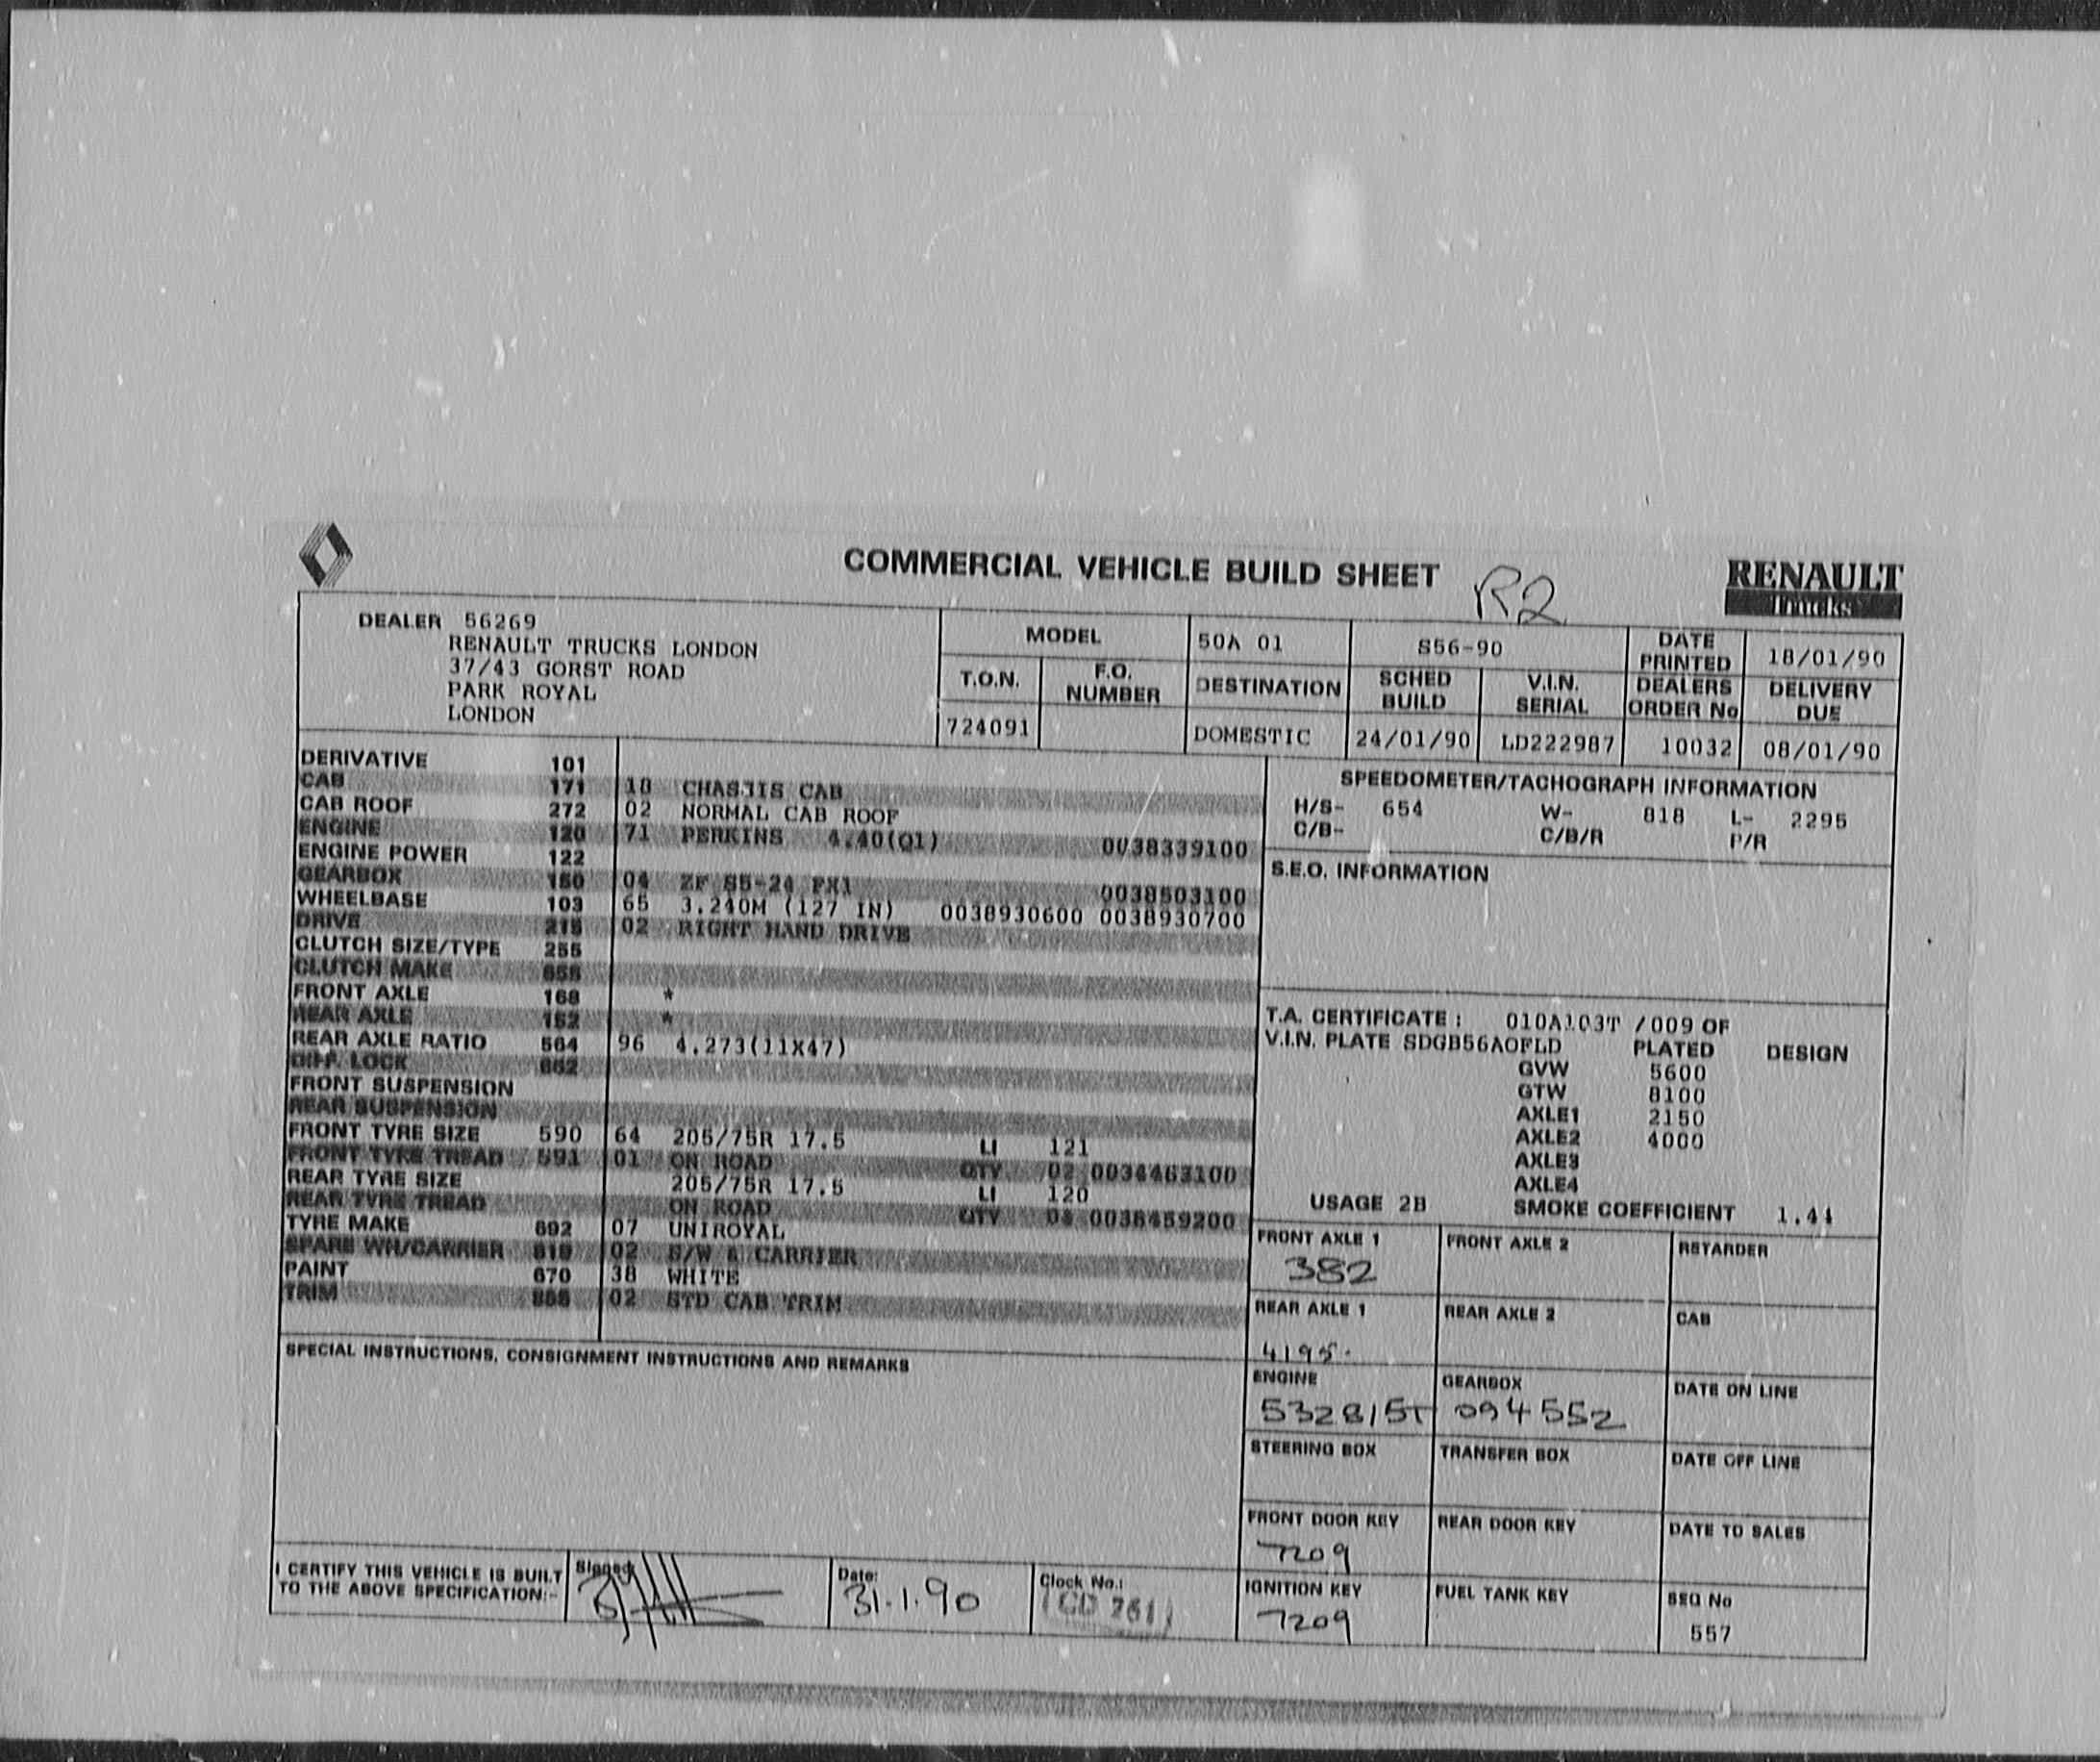 COMMERCIAL VEHICLE BUILD SHEET R2
RENAULT
Trucks
DEALER 56269
RENAULT TRUCKS LONDON
37/43 GORST ROAD
PARK ROYAL
LONDON
MODEL 50A 01 S56-90 DATE PRINTED 18/01/90
T.O.N. F.O. NUMBER DESTINATION SCHED BUILD V.I.N. SERIAL DEALERS ORDER No DELIVERY DUE
724091 DOMESTIC 24/01/90 LD222987 10032 08/01/90
DERIVATIVE 101
CAB 171 18 CHASSIS CAB
CAB ROOF 272 02 NORMAL CAB ROOF
ENGINE 120 71 PERKINS 4.40(Q1) 0038339100
ENGINE POWER 122
GEARBOX 150 04 ZF S5-24 PX1 0038503100
WHEELBASE 103 65 3.240M (127 IN) 0038930600 0038930700
DRIVE 215 02 RIGHT HAND DRIVE
CLUTCH SIZE/TYPE 255
CLUTCH MAKE
FRONT AXLE 168 *
REAR AXLE 152 *
REAR AXLE RATIO 564 96 4.273(11X47)
DIFF. LOCK 662
FRONT SUSPENSION
REAR SUSPENSION
FRONT TYRE SIZE 590 64 205/75R 17.5 LI 121
FRONT TYRE TREAD 591 01 ON ROAD QTY 02 0034463100
REAR TYRE SIZE 205/75R 17.5 LI 120
REAR TYRE TREAD ON ROAD QTY 04 0038459200
TYRE MAKE 692 07 UNIROYAL
SPARE WH/CARRIER 02 S/W & CARRIER
PAINT 670 38 WHITE
TRIM 02 STD CAB TRIM
SPECIAL INSTRUCTIONS, CONSIGNMENT INSTRUCTIONS AND REMARKS
SPEEDOMETER/TACHOGRAPH INFORMATION
H/S- 654 W- 818 L- 2295
C/B- C/B/R P/R
S.E.O. INFORMATION
T.A. CERTIFICATE : 010A103T /009 OF
V.I.N. PLATE SDGB56AOFLD PLATED DESIGN
GVW 5600
GTW 8100
AXLE1 2150
AXLE2 4000
AXLE3
AXLE4
USAGE 2B SMOKE COEFFICIENT 1.44
FRONT AXLE 1 FRONT AXLE 2 RETARDER
382
REAR AXLE 1 REAR AXLE 2 CAB
4195.
ENGINE GEARBOX DATE ON LINE
532815T 094552
STEERING BOX TRANSFER BOX DATE OFF LINE
FRONT DOOR KEY REAR DOOR KEY DATE TO SALES
7209
IGNITION KEY FUEL TANK KEY SEQ No
7209 557
I CERTIFY THIS VEHICLE IS BUILT
TO THE ABOVE SPECIFICATION:-
Signed
Date: 31.1.90
Clock No.: CD 261